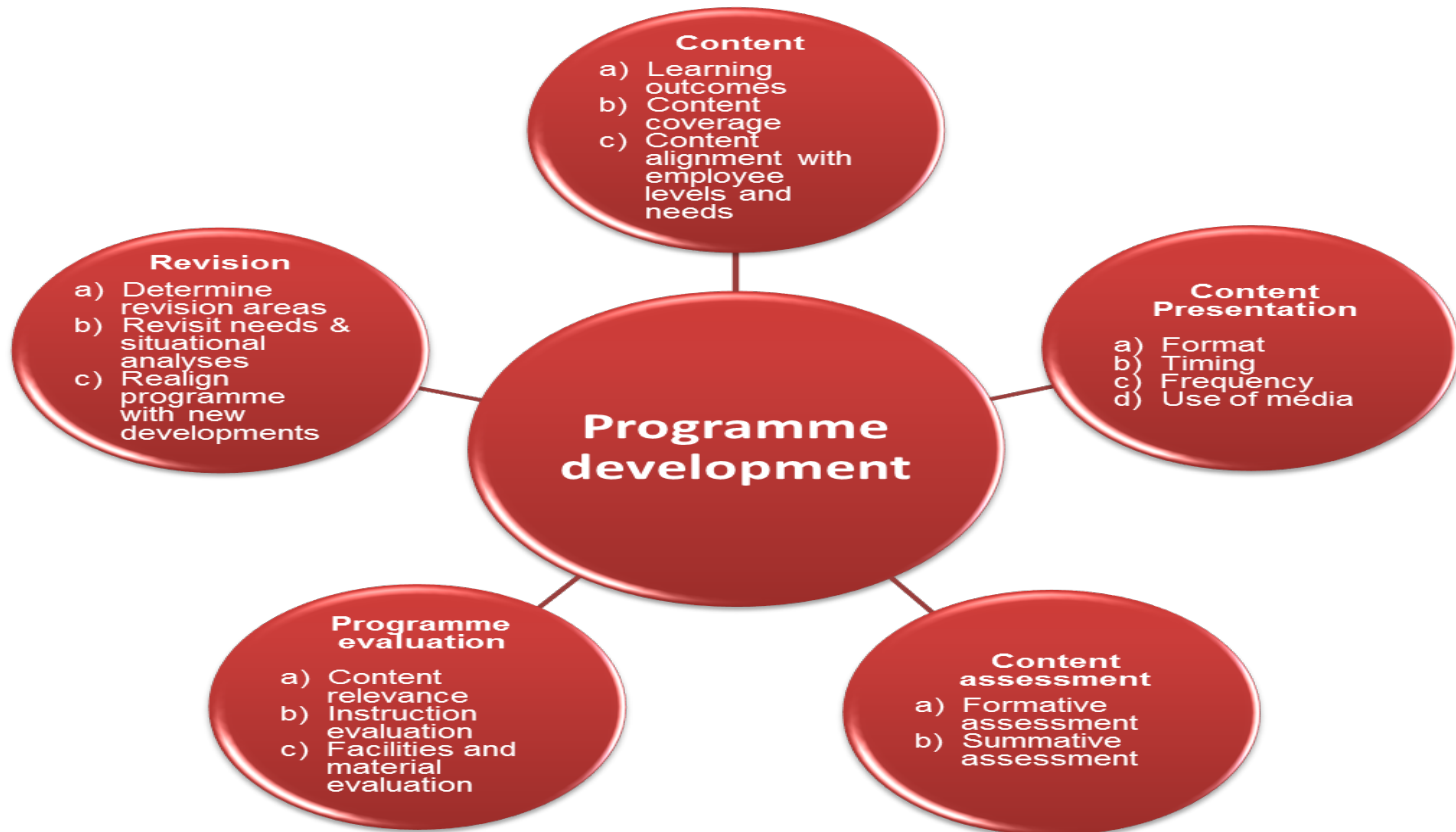 Content
a) Learning
outcomes
b) Content
coverage
c) Content
alignment with
employee
levels and
needs
Content
Presentation
a) Format
b) Timing
c) Frequency
d) Use of media
Content
assessment
a) Formative
assessment
b) Summative
assessment
Programme
evaluation
a) Content
relevance
b) Instruction
evaluation
c) Facilities and
material
evaluation
Revision
a) Determine
revision areas
b) Revisit needs &
situational
analyses
c) Realign
programme
with new
developments
Programme
development